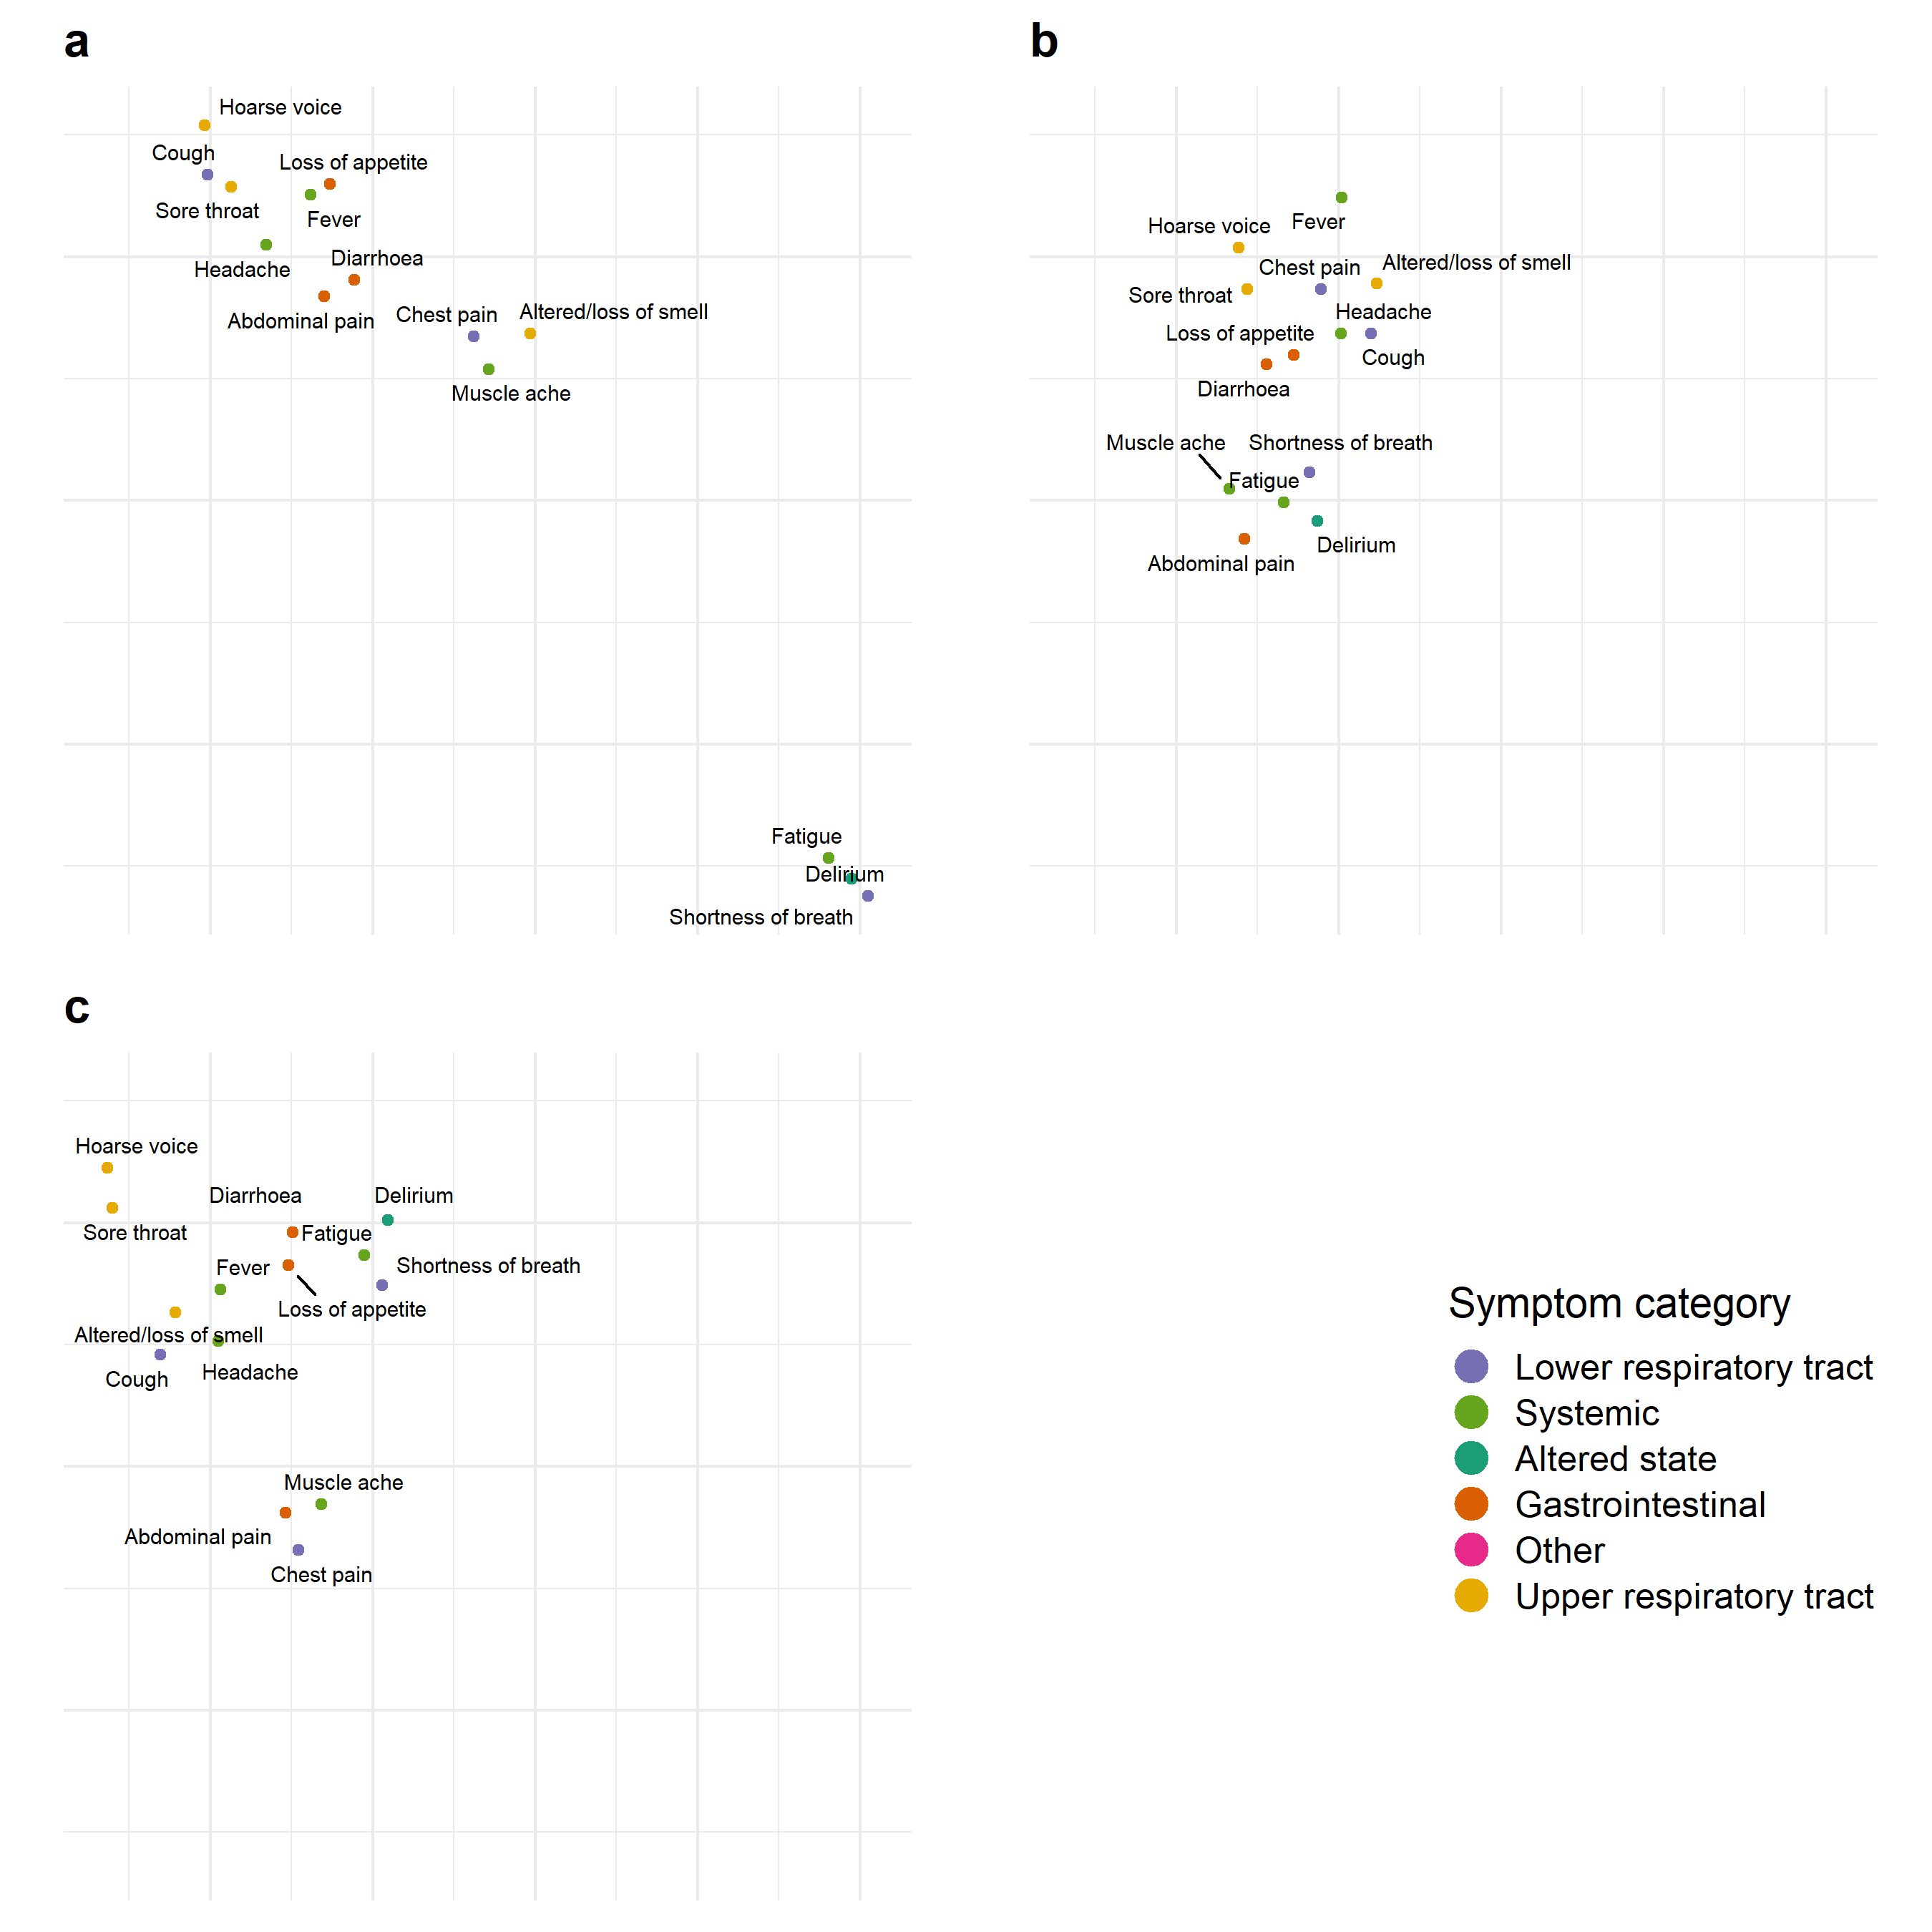 a
Hoarse voice
Cough
Loss of appetite
Sore throat
Fever
Headache
Diarrhoea
Abdominal pain
Chest pain
Altered/loss of smell
Muscle ache
Fatigue
Delirium
Shortness of breath
b
Fever
Hoarse voice
Chest pain
Altered/loss of smell
Sore throat
Headache
Loss of appetite
Cough
Diarrhoea
Muscle ache
Shortness of breath
Fatigue
Delirium
Abdominal pain
c
Hoarse voice
Diarrhoea
Delirium
Sore throat
Fatigue
Fever
Shortness of breath
Loss of appetite
Altered/loss of smell
Headache
Cough
Muscle ache
Abdominal pain
Chest pain
Symptom category
Lower respiratory tract
Systemic
Altered state
Gastrointestinal
Other
Upper respiratory tract